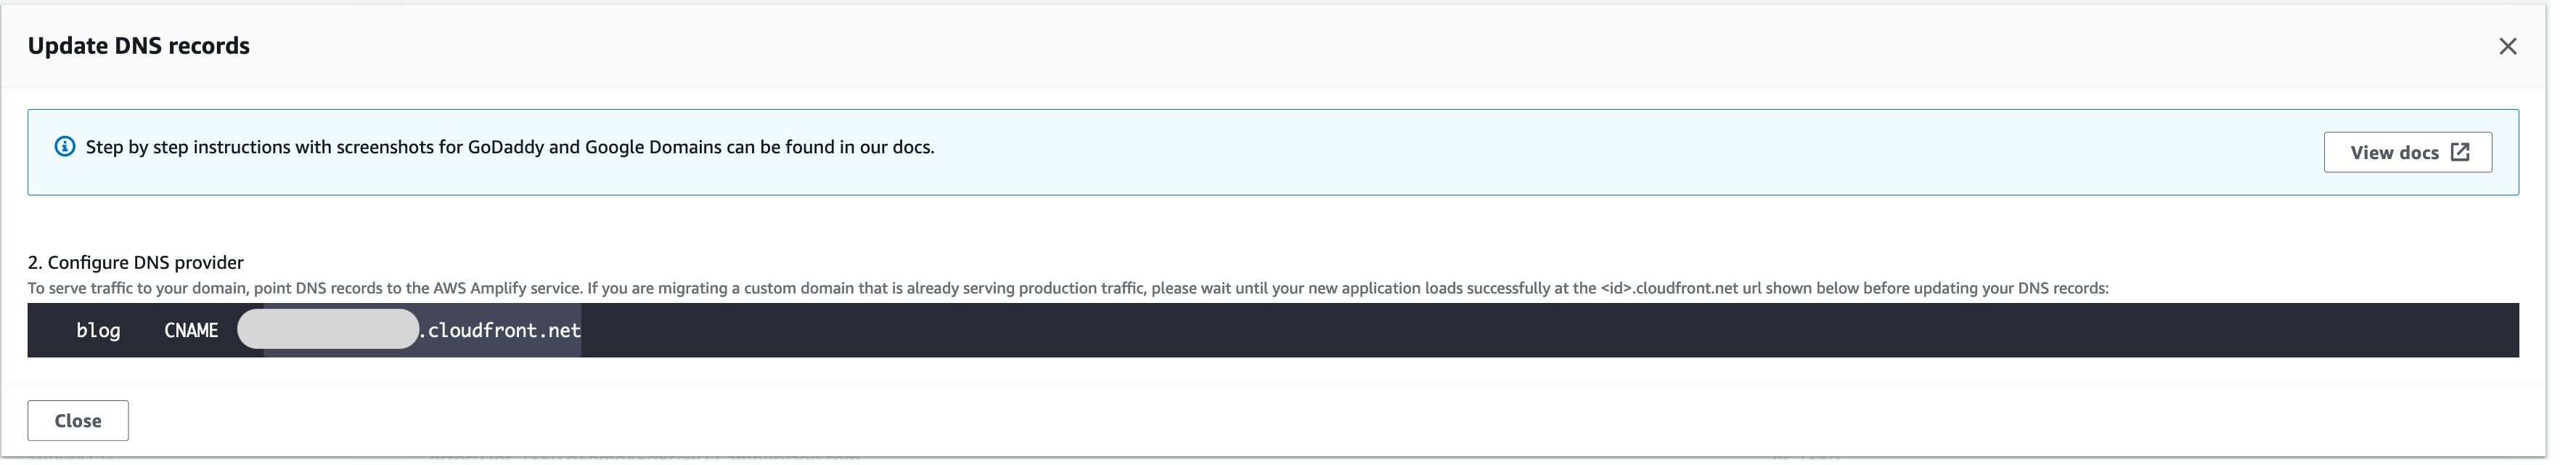 Update DNS records
Step by step instructions with screenshots for GoDaddy and Google Domains can be found in our docs.
View docs
2. Configure DNS provider
To serve traffic to your domain, point DNS records to the AWS Amplify service. If you are migrating a custom domain that is already serving production traffic, please wait until your new application loads successfully at the <id>.cloudfront.net url shown below before updating your DNS records:
blog CNAME .cloudfront.net
Close